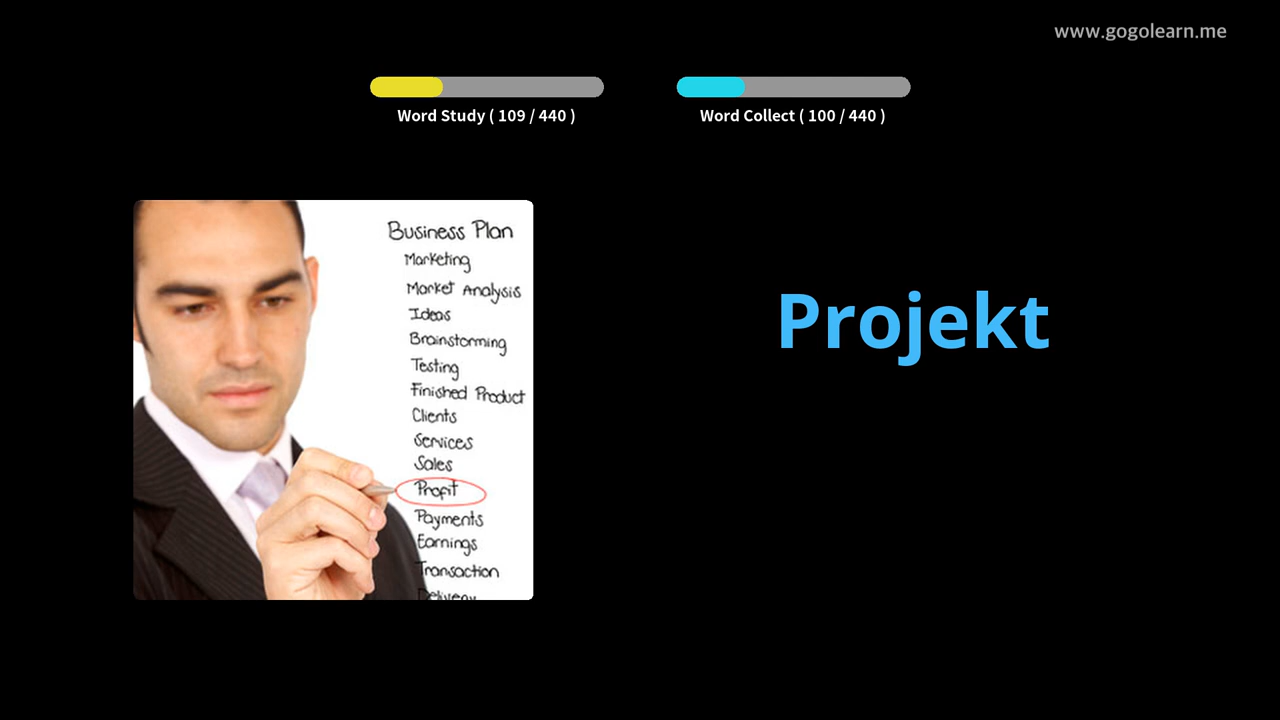 www.gogolearn.me
Word Study ( 109 / 440 )
Word Collect ( 100 / 440 )
Business Plan
Marketing
Market Analysis
Ideas
Brainstorming
Testing
Finished Product
Clients
Services
Sales
Profit
Payments
Earnings
Transaction
Delivery
Projekt